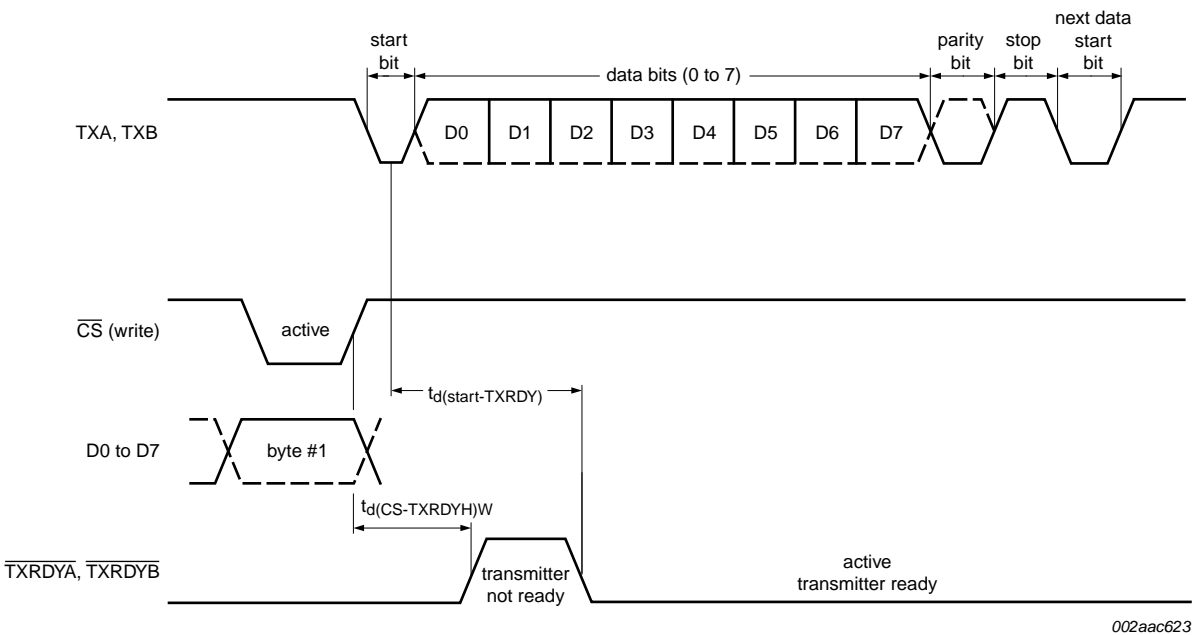 next data
start
bit
parity
bit
stop
bit
start
bit
data bits (0 to 7)
TXA, TXB
D0 D1 D2 D3 D4 D5 D6 D7
CS (write)
active
td(start-TXRDY)
D0 to D7
byte #1
td(CS-TXRDYH)W
TXRDYA, TXRDYB
transmitter
not ready
active
transmitter ready
002aac623